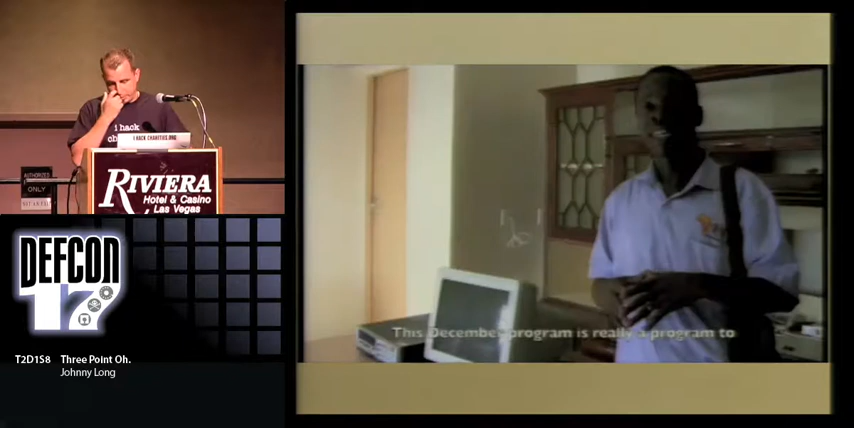 i hack
I HACK CHARITIES.ORG
RIVIERA
Hotel & Casino
Las Vegas
AUTHORIZED
ONLY
DEFCON
17
T2D1S8 Three Point Oh.
Johnny Long
This December program is really a program to